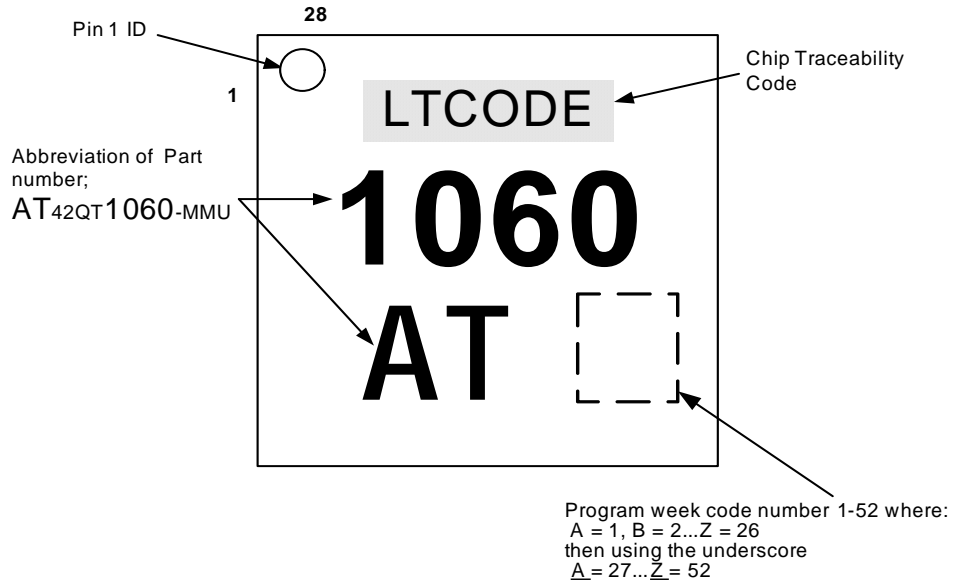 28
Pin 1 ID
Chip Traceability
Code
1
LTCODE
Abbreviation of Part
number;
AT42QT1060-MMU
1060
AT
Program week code number 1-52 where:
A = 1, B = 2...Z = 26
then using the underscore
A = 27...Z = 52